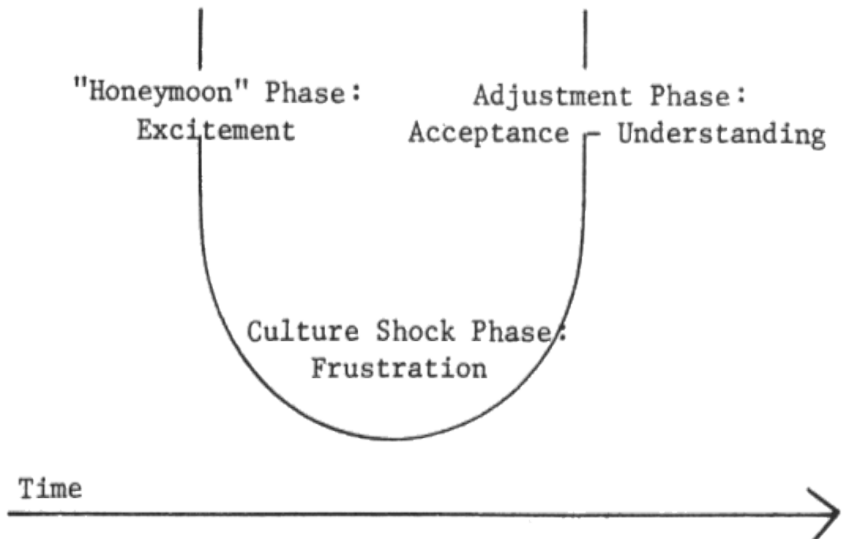 "Honeymoon" Phase:
Excitement
Adjustment Phase:
Acceptance - Understanding
Culture Shock Phase:
Frustration
Time